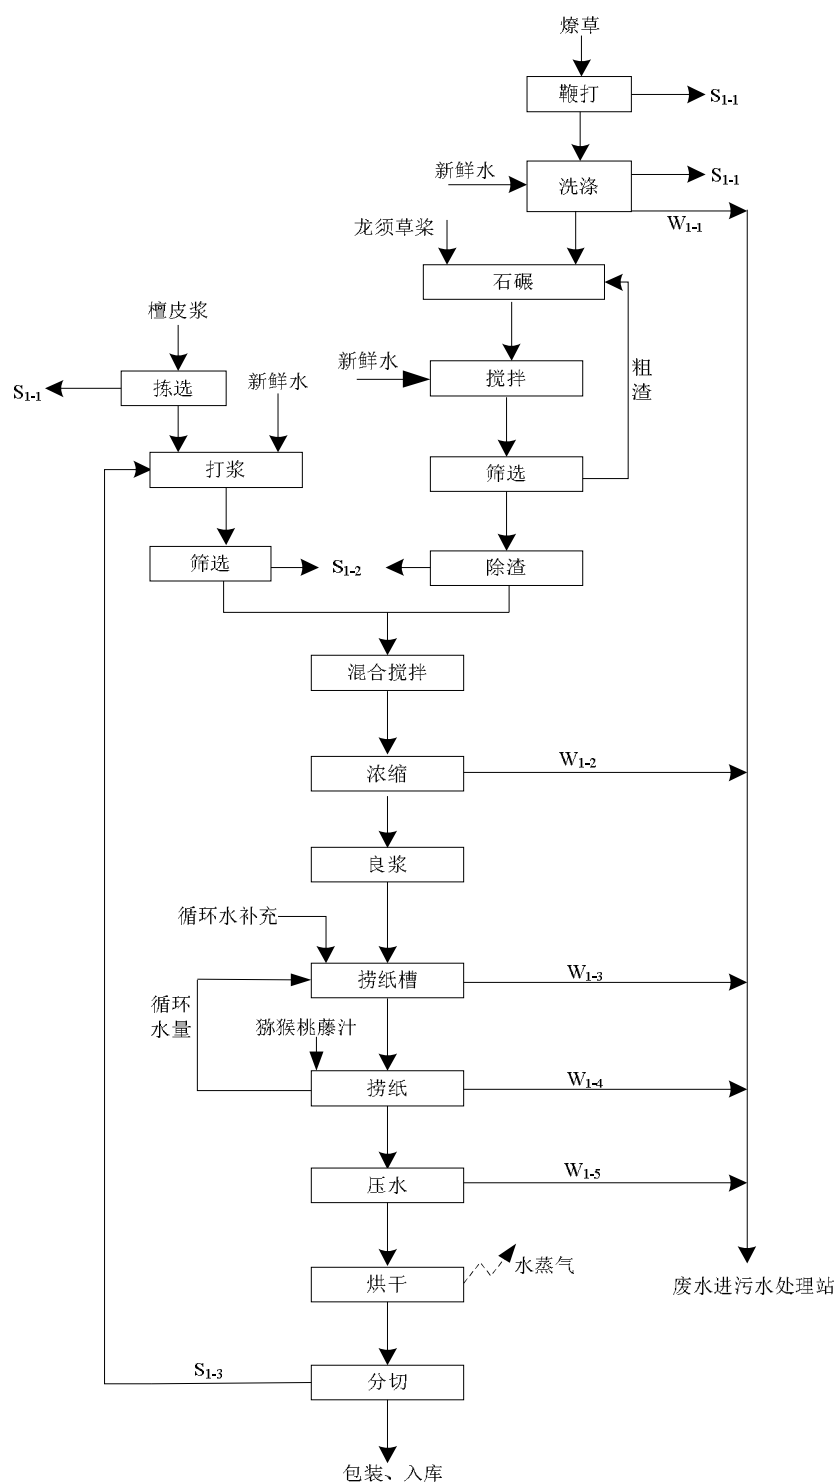 燎草
鞭打
S₁₋₁
新鲜水
洗涤
S₁₋₁
W₁₋₁
龙须草桨
石碾
檀皮浆
新鲜水
搅拌
粗渣
S₁₋₁
拣选
新鲜水
打浆
筛选
筛选
S₁₋₂
除渣
混合搅拌
浓缩
W₁₋₂
良浆
循环水补充
捞纸槽
W₁₋₃
循环
水量
猕猴桃藤汁
捞纸
W₁₋₄
压水
W₁₋₅
水蒸气
烘干
废水进污水处理站
S₁₋₃
分切
包装、入库